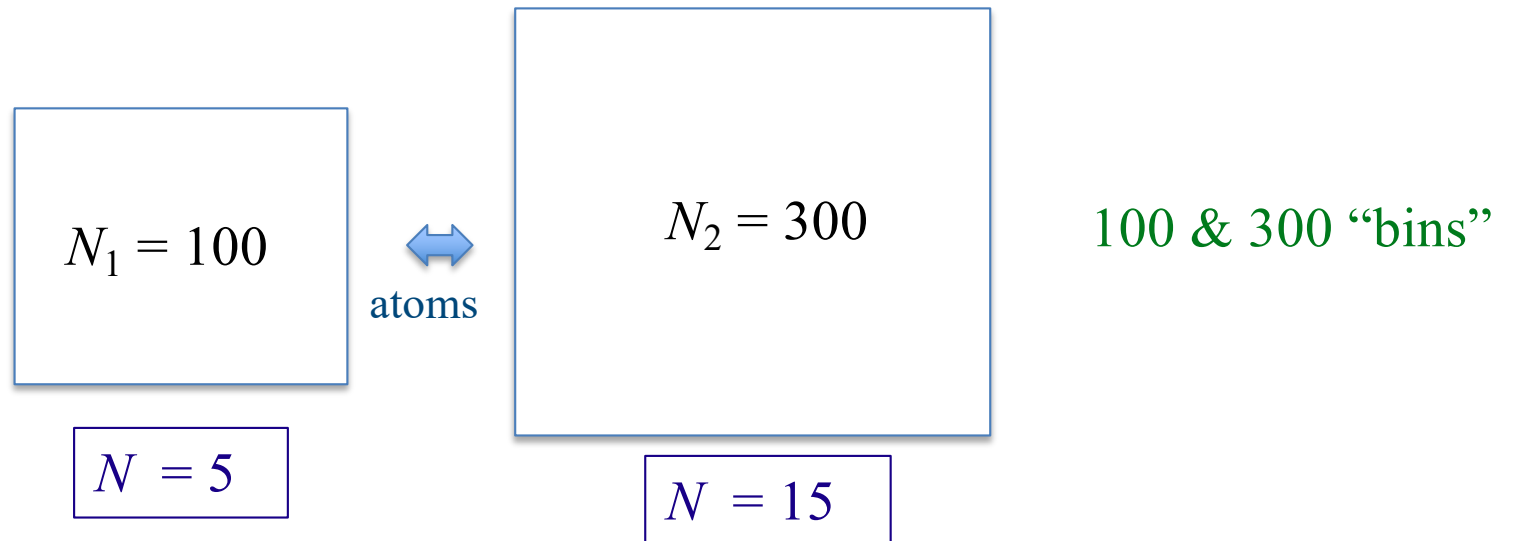 N₁ = 100
atoms
N₂ = 300
100 & 300 “bins”
N = 5
N = 15